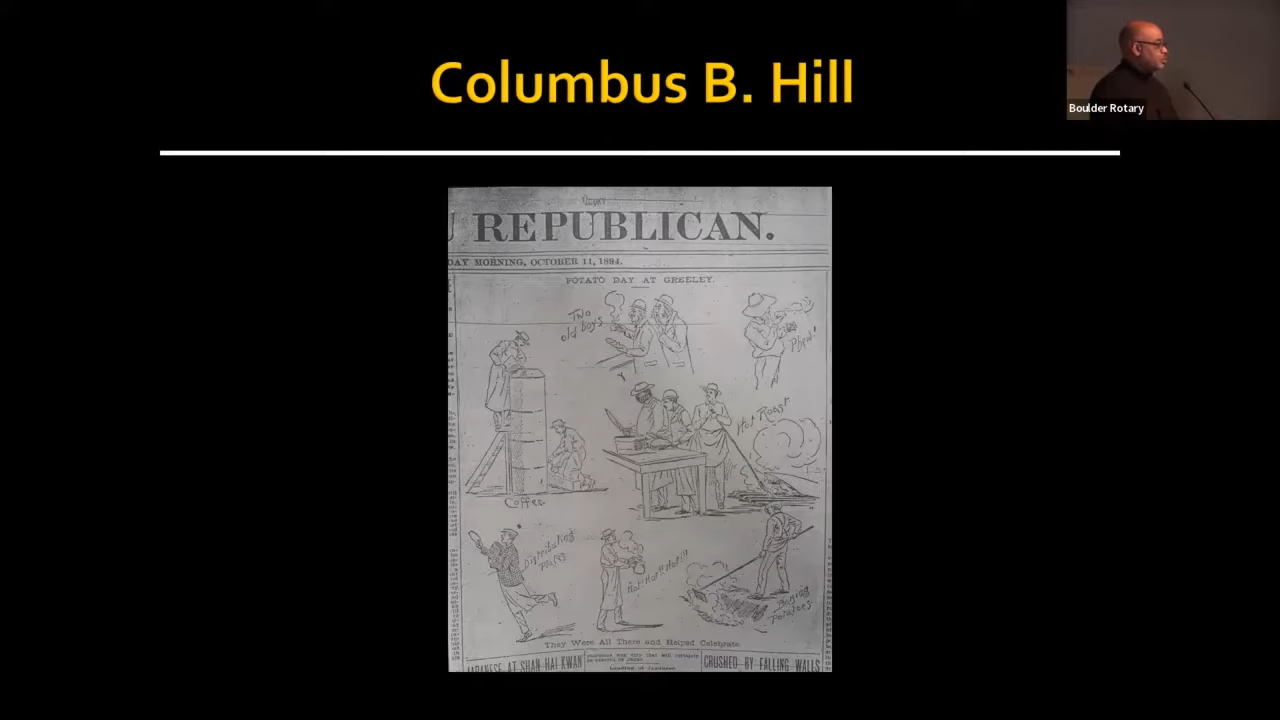 Columbus B. Hill
Boulder Rotary
REPUBLICAN.
DAY MORNING, OCTOBER 11, 1894.
POTATO DAY AT GREELEY.
Two
old boys
Phew!
Hot Roast
Coffee
Distributing
Plates
Hot! Hot!! Hot!!!
Baking
Potatoes
They Were All There and Helped Celebrate
JAPANESE AT SHAN HAI KWAN
CRUSHED BY FALLING WALLS